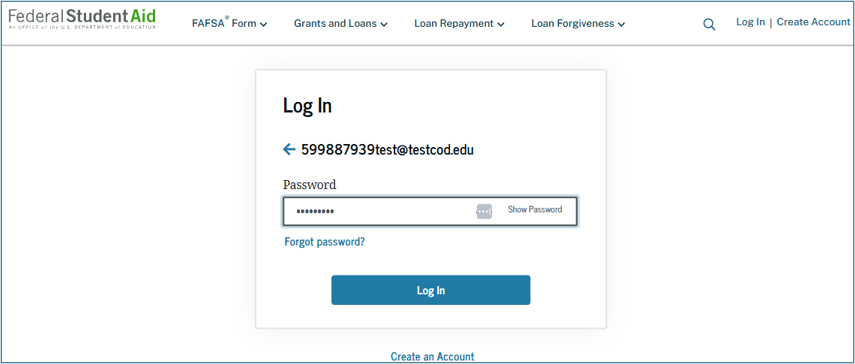 Federal Student Aid
An OFFICE of the U.S. DEPARTMENT of EDUCATION
FAFSA® Form
Grants and Loans
Loan Repayment
Loan Forgiveness
Log In | Create Account
Log In
599887939test@testcod.edu
Password
•••••••••
Show Password
Forgot password?
Log In
Create an Account